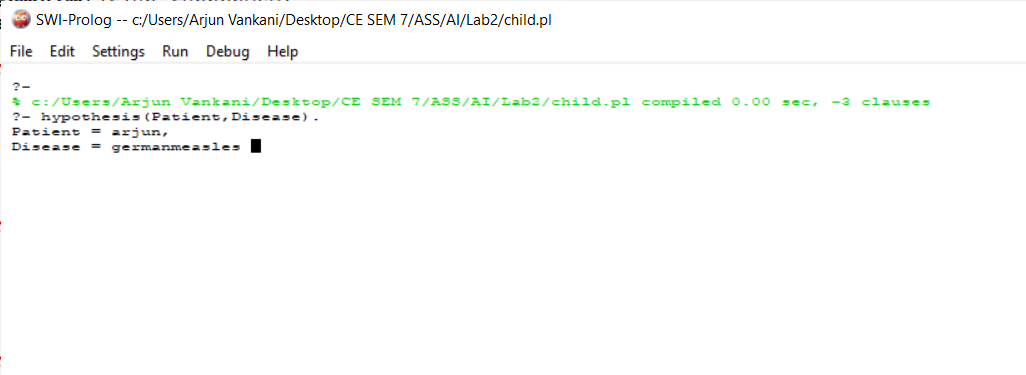 SWI-Prolog -- c:/Users/Arjun Vankani/Desktop/CE SEM 7/ASS/AI/Lab2/child.pl
File Edit Settings Run Debug Help
?-
% c:/Users/Arjun Vankani/Desktop/CE SEM 7/ASS/AI/Lab2/child.pl compiled 0.00 sec, -3 clauses
?- hypothesis(Patient,Disease).
Patient = arjun,
Disease = germanmeasles